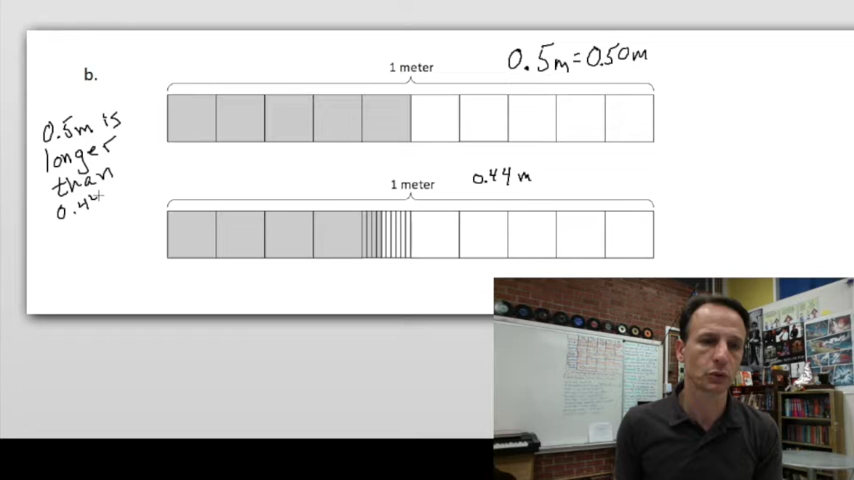 b.
1 meter
0.5m=0.50m
0.5m is
longer
than
0.44
1 meter
0.44 m